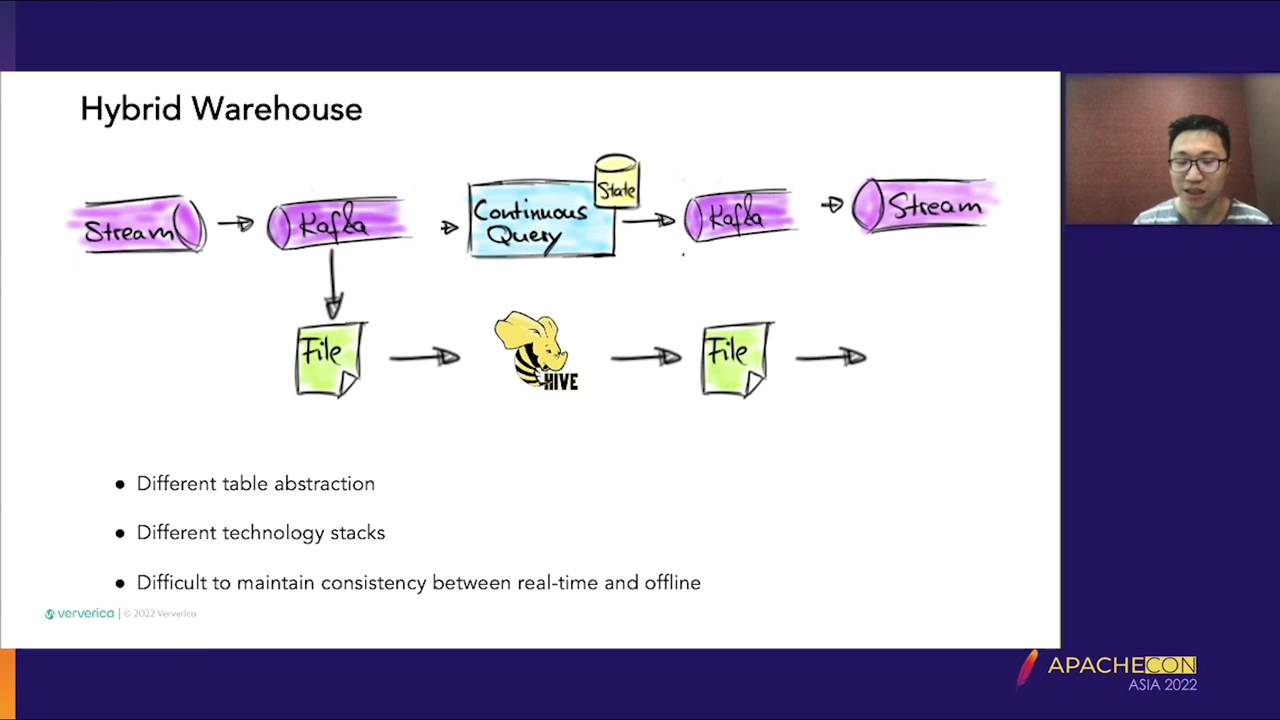 Hybrid Warehouse
Stream
Kafka
Continuous
Query
State
Kafka
Stream
File
HIVE
File
● Different table abstraction
● Different technology stacks
● Difficult to maintain consistency between real-time and offline
ververica | © 2022 Ververica
APACHECON
ASIA 2022